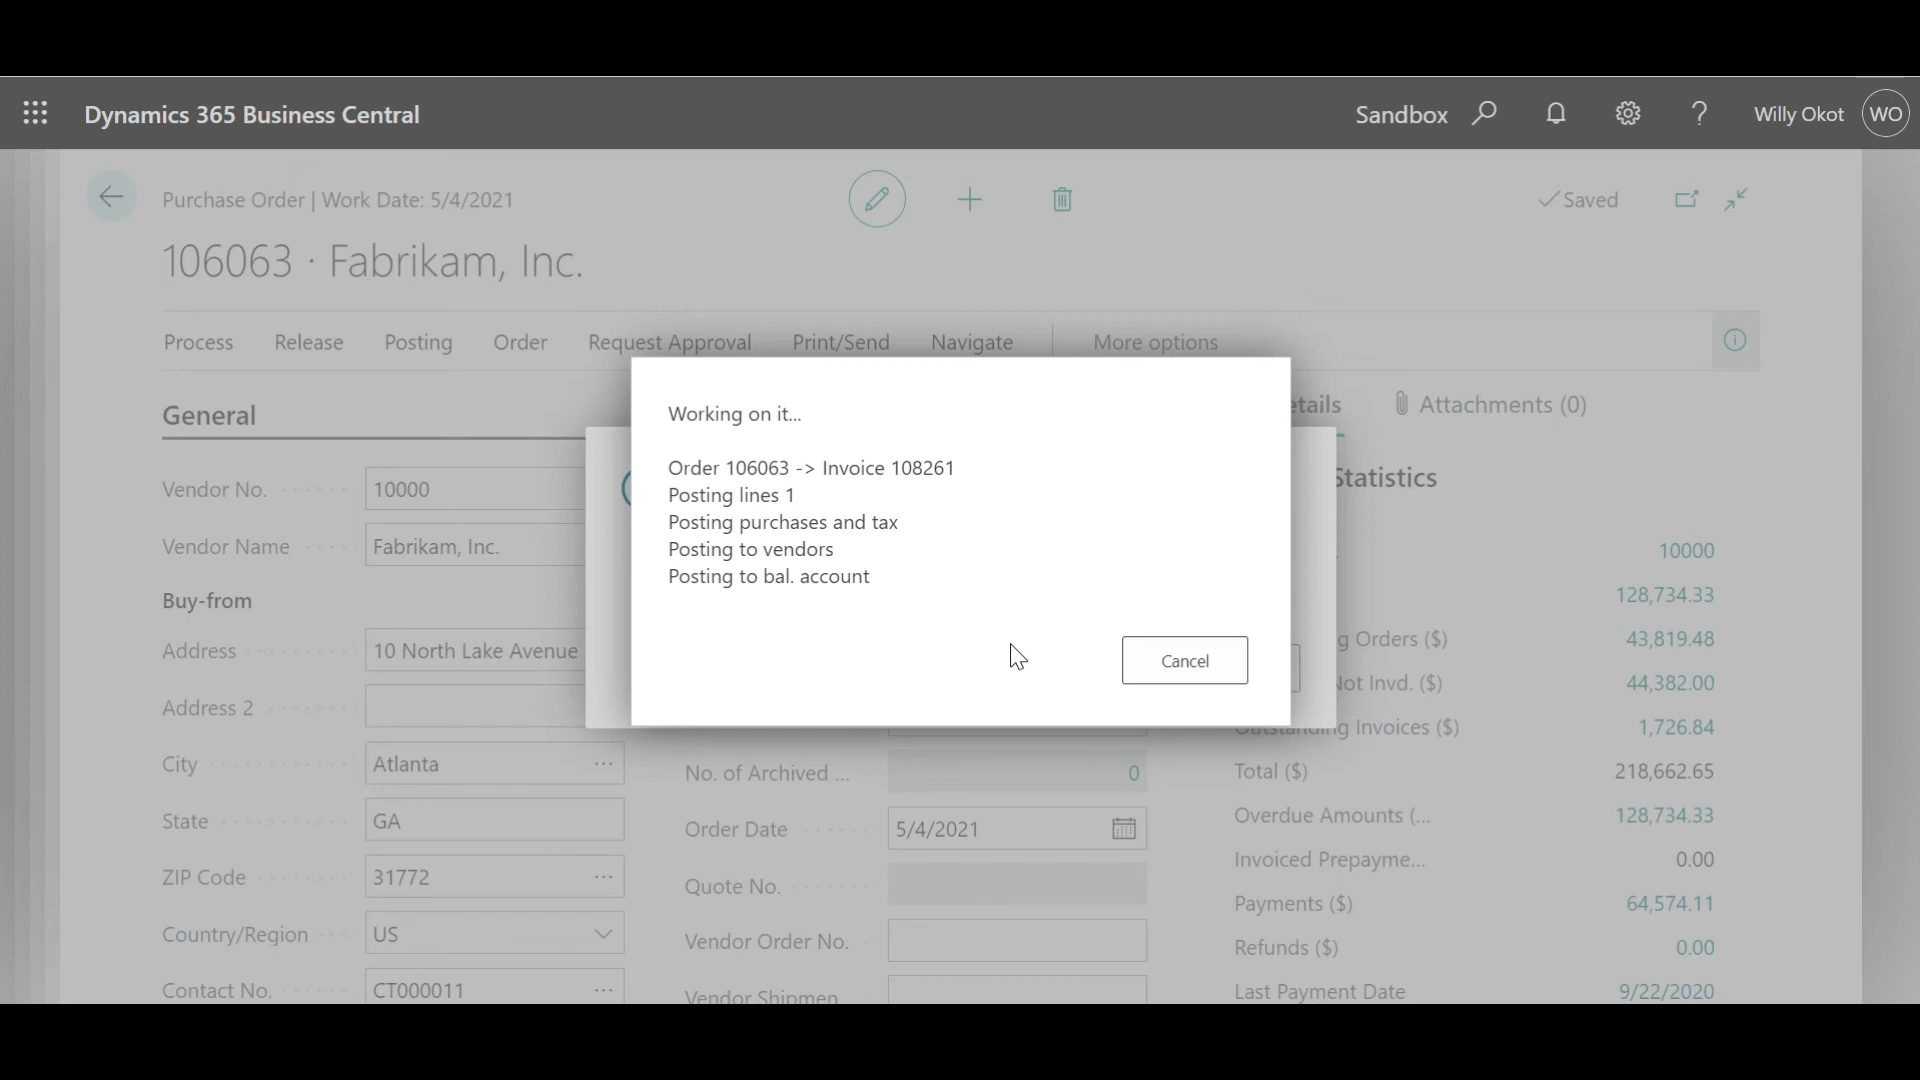 Dynamics 365 Business Central
Sandbox
?
Willy Okot
WO
Purchase Order | Work Date: 5/4/2021
Saved
106063 · Fabrikam, Inc.
Process
Release
Posting
Order
Request Approval
Print/Send
Navigate
More options
General
Vendor No.
10000
Vendor Name
Fabrikam, Inc.
Buy-from
Address
10 North Lake Avenue
Address 2
City
Atlanta
State
GA
ZIP Code
31772
Country/Region
US
Contact No.
CT000011
Working on it...
Order 106063 -> Invoice 108261
Posting lines 1
Posting purchases and tax
Posting to vendors
Posting to bal. account
Cancel
No. of Archived ...
0
Order Date
5/4/2021
Quote No.
Vendor Order No.
Vendor Shipmen
Attachments (0)
Statistics
10000
128,734.33
Orders ($)
43,819.48
Not Invd. ($)
44,382.00
Outstanding Invoices ($)
1,726.84
Total ($)
218,662.65
Overdue Amounts (...
128,734.33
Invoiced Prepayme...
0.00
Payments ($)
64,574.11
Refunds ($)
0.00
Last Payment Date
9/22/2020